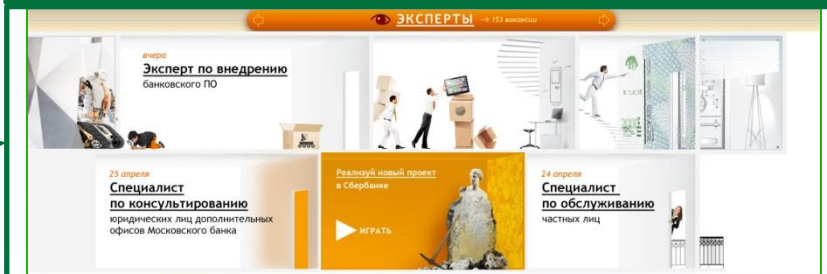 ЭКСПЕРТЫ → 153 вакансии
вчера
Эксперт по внедрению
банковского ПО
25 апреля
Специалист
по консультированию
юридических лиц дополнительных
офисов Московского банка
Реализуй новый проект
в Сбербанке
ИГРАТЬ
24 апреля
Специалист
по обслуживанию
частных лиц